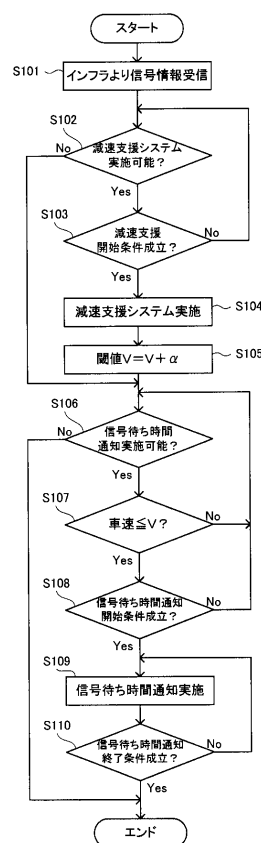 スタート
S101
インフラより信号情報受信
S102
No
減速支援システム
実施可能?
Yes
S103
減速支援
開始条件成立?
No
Yes
減速支援システム実施
S104
閾値V=V+α
S105
S106
No
信号待ち時間
通知実施可能?
Yes
S107
車速≦V?
No
Yes
S108
信号待ち時間通知
開始条件成立?
No
Yes
S109
信号待ち時間通知実施
S110
信号待ち時間通知
終了条件成立?
No
Yes
エンド